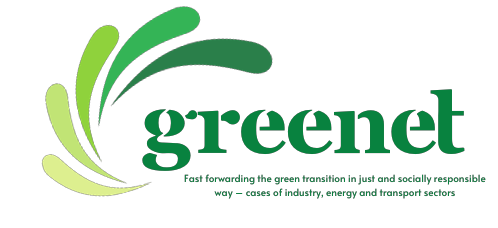 greenet
Fast forwarding the green transition in just and socially responsible
way – cases of industry, energy and transport sectors